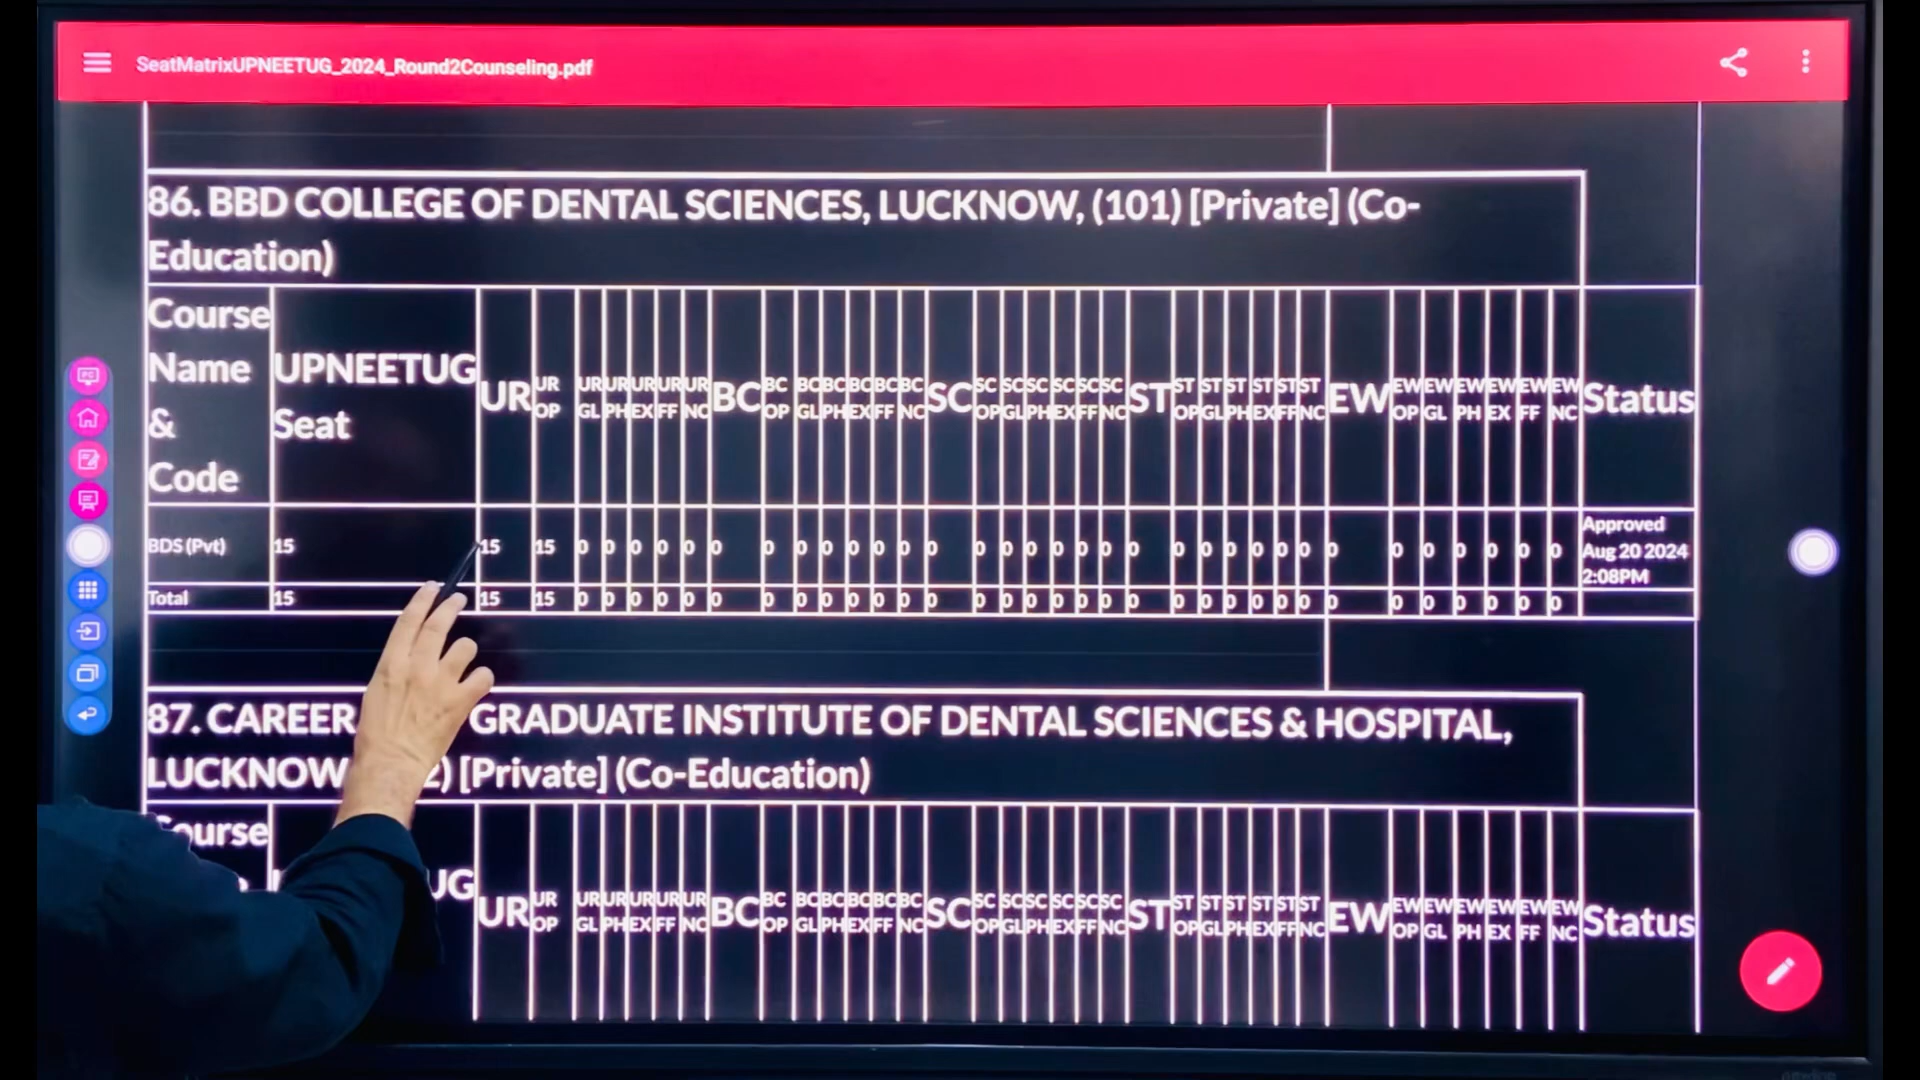 SeatMatrixUPNEETUG_2024_Round2Counseling.pdf
86. BBD COLLEGE OF DENTAL SCIENCES, LUCKNOW, (101) [Private] (Co-
Education)
Course Name & Code UPNEETUG Seat UR UR OP UR GL UR PH UR EX UR FF UR NC BC BC OP BC GL BC PH BC EX BC FF BC NC SC SC OP SC GL SC PH SC EX SC FF SC NC ST ST OP ST GL ST PH ST EX ST FF ST NC EW EW OP EW GL EW PH EW EX EW FF EW NC Status
BDS (Pvt) 15 15 15 0 0 0 0 0 0 0 0 0 0 0 0 0 0 0 0 0 0 0 0 0 0 0 0 0 0 0 0 0 0 0 0 0 Approved Aug 20 2024 2:08PM
Total 15 15 15 0 0 0 0 0 0 0 0 0 0 0 0 0 0 0 0 0 0 0 0 0 0 0 0 0 0 0 0 0 0 0 0 0
87. CAREER GRADUATE INSTITUTE OF DENTAL SCIENCES & HOSPITAL,
LUCKNOW 2) [Private] (Co-Education)
Course UG UR UR OP UR GL UR PH UR EX UR FF UR NC BC BC OP BC GL BC PH BC EX BC FF BC NC SC SC OP SC GL SC PH SC EX SC FF SC NC ST ST OP ST GL ST PH ST EX ST FF ST NC EW EW OP EW GL EW PH EW EX EW FF EW NC Status